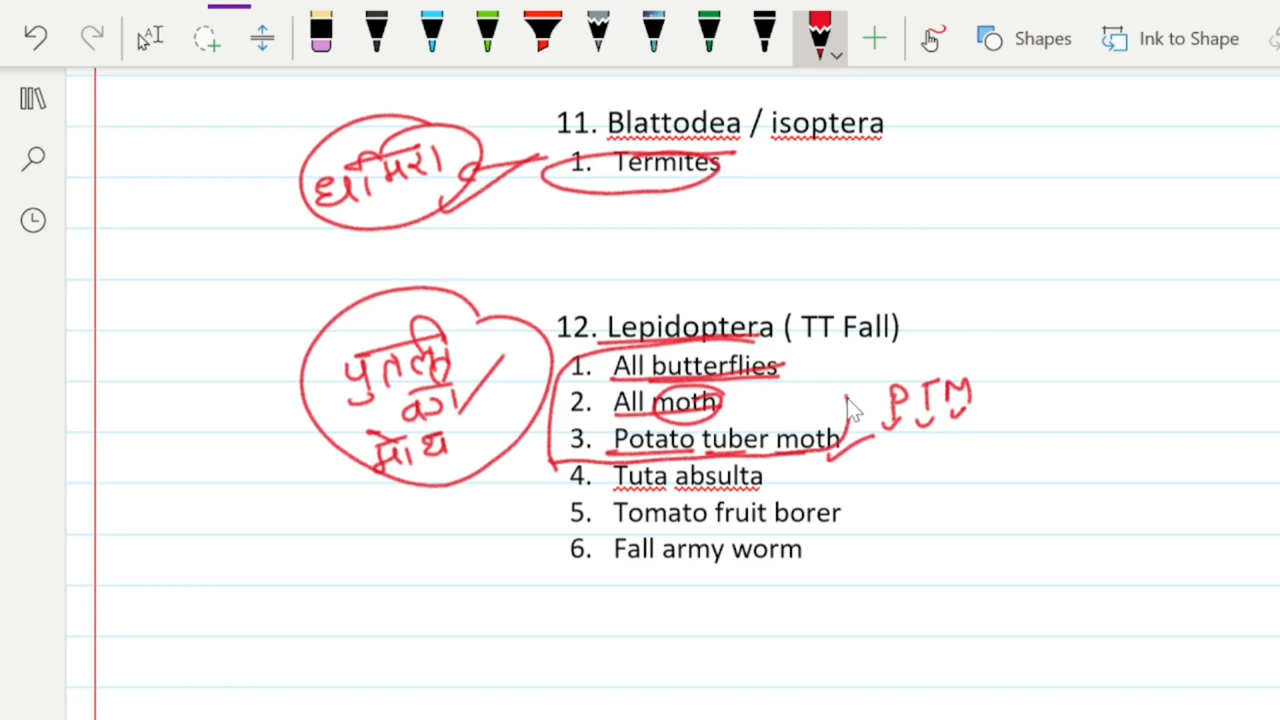 Shapes
Ink to Shape
11. Blattodea / isoptera
1. Termites
धमिरा
12. Lepidoptera ( TT Fall)
1. All butterflies
2. All moth
3. Potato tuber moth
4. Tuta absulta
5. Tomato fruit borer
6. Fall army worm
पुतली
मोथ
PTM